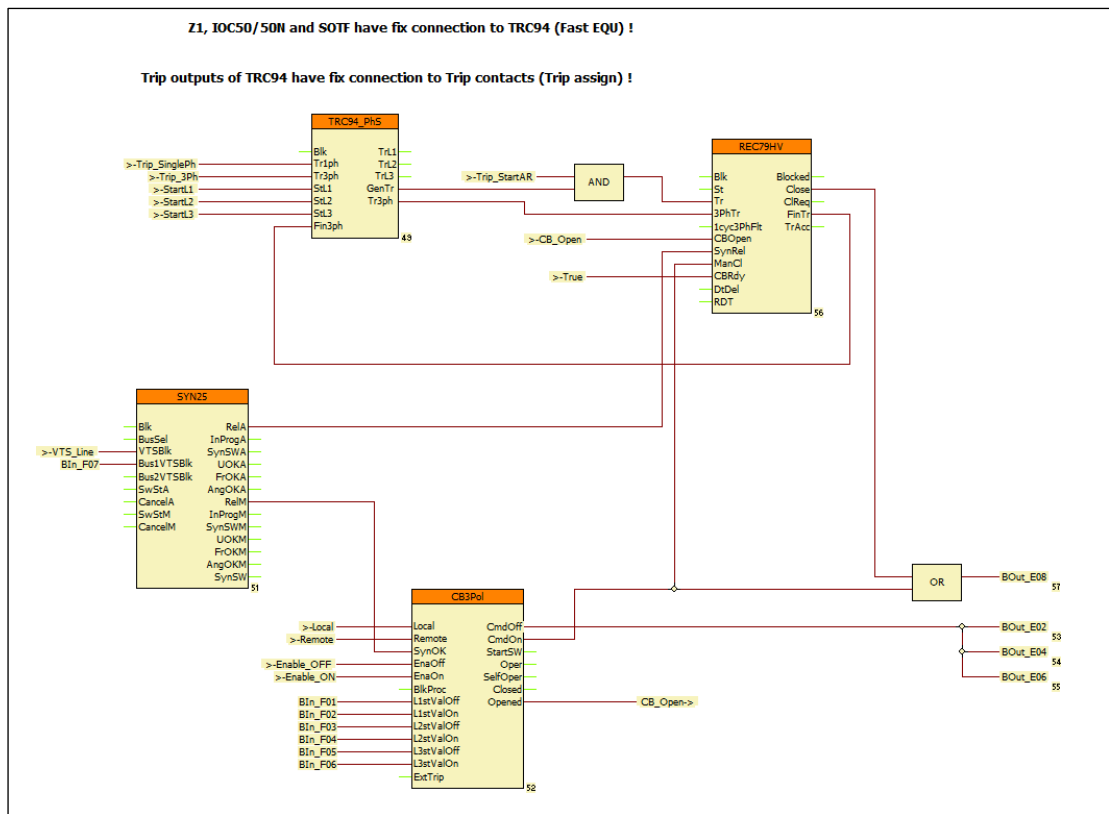 Z1, IOC50/50N and SOTF have fix connection to TRC94 (Fast EQU) !
Trip outputs of TRC94 have fix connection to Trip contacts (Trip assign) !
TRC94_PhS
Blk TrL1
>-Trip_SinglePh Tr1ph TrL2
>-Trip_3Ph Tr3ph TrL3
>-StartL1 StL1 GenTr
>-StartL2 StL2 Tr3ph
>-StartL3 StL3
Fin3ph
49
>-Trip_StartAR
AND
REC79HV
Blk Blocked
St Close
Tr ClReq
3PhTr FinTr
1cyc3PhFlt TrAcc
>-CB_Open CBOpen
SynRel
ManCl
>-True CBRdy
DtDel
RDT
56
SYN25
Blk RelA
BusSel InProgA
>-VTS_Line VTSBlk SynSWA
BIn_F07 Bus1VTSBlk UOKA
Bus2VTSBlk FrOKA
SwStA AngOKA
CancelA RelM
SwStM InProgM
CancelM SynSWM
UOKM
FrOKM
AngOKM
SynSW
51
CB3Pol
>-Local Local CmdOff
>-Remote Remote CmdOn
SynOK StartSW
>-Enable_OFF EnaOff Oper
>-Enable_ON EnaOn SelfOper
BlkProc Closed
BIn_F01 L1stValOff Opened CB_Open->
BIn_F02 L1stValOn
BIn_F03 L2stValOff
BIn_F04 L2stValOn
BIn_F05 L3stValOff
BIn_F06 L3stValOn
ExtTrip
52
OR
BOut_E08
57
BOut_E02
53
BOut_E04
54
BOut_E06
55